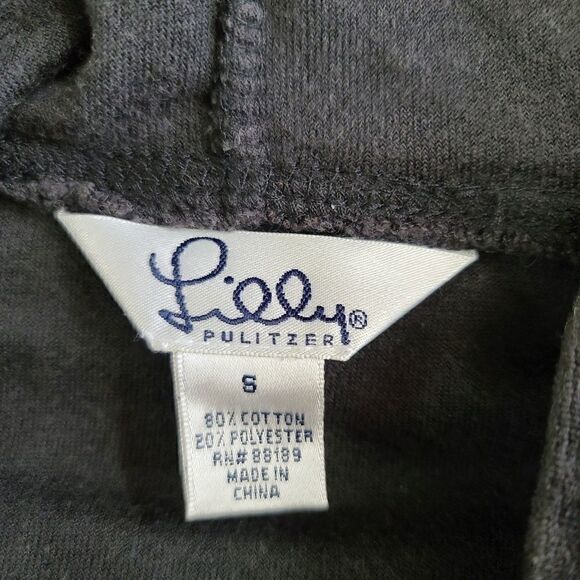 Lilly®
PULITZER
S
80% COTTON
20% POLYESTER
RN# 88189
MADE IN
CHINA